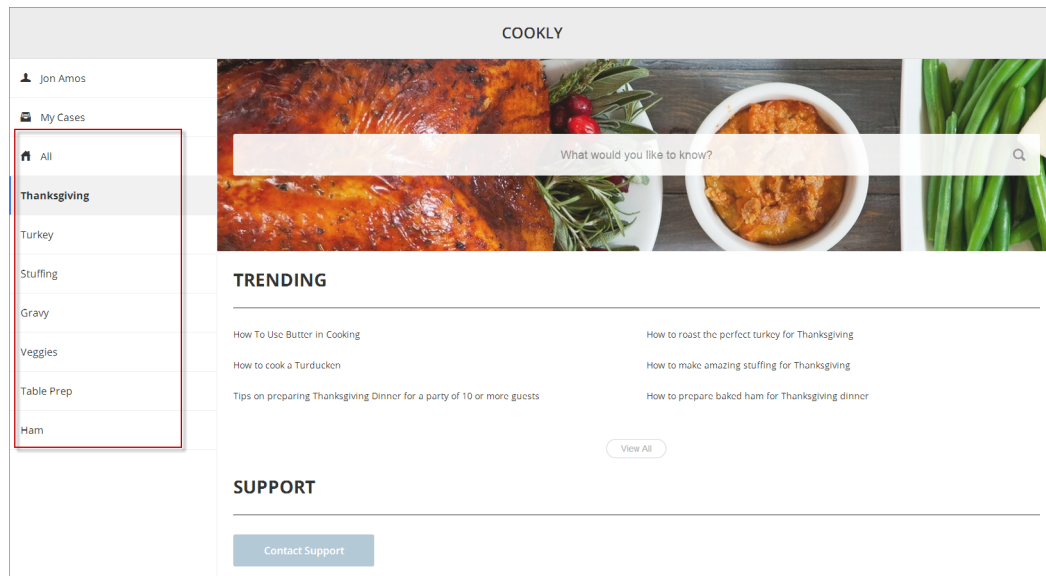 COOKLY
Jon Amos
My Cases
All
Thanksgiving
Turkey
Stuffing
Gravy
Veggies
Table Prep
Ham
What would you like to know?
TRENDING
How To Use Butter in Cooking
How to roast the perfect turkey for Thanksgiving
How to cook a Turducken
How to make amazing stuffing for Thanksgiving
Tips on preparing Thanksgiving Dinner for a party of 10 or more guests
How to prepare baked ham for Thanksgiving dinner
View All
SUPPORT
Contact Support